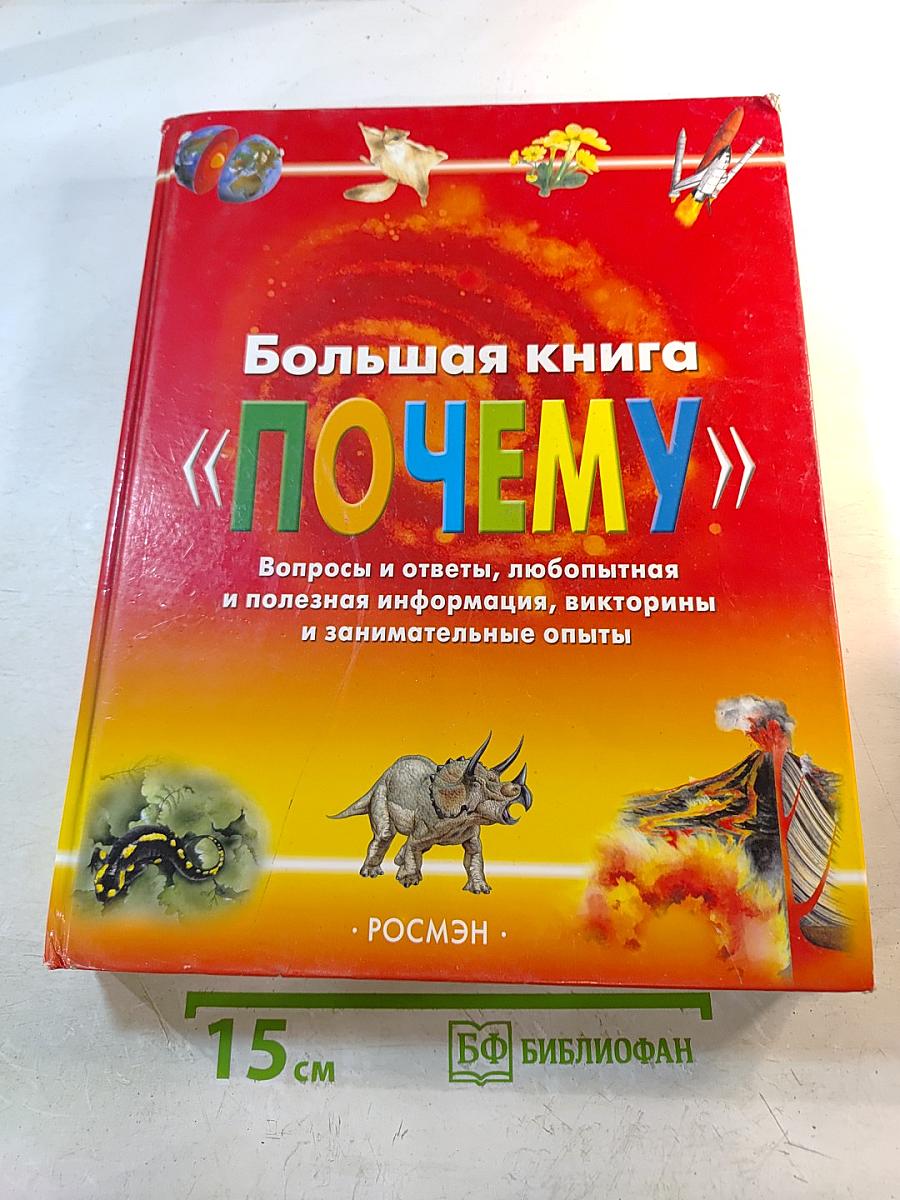 Большая книга
«ПОЧЕМУ»
Вопросы и ответы, любопытная
и полезная информация, викторины
и занимательные опыты
· РОСМЭН ·
15 см
БФ БИБЛИОФАН